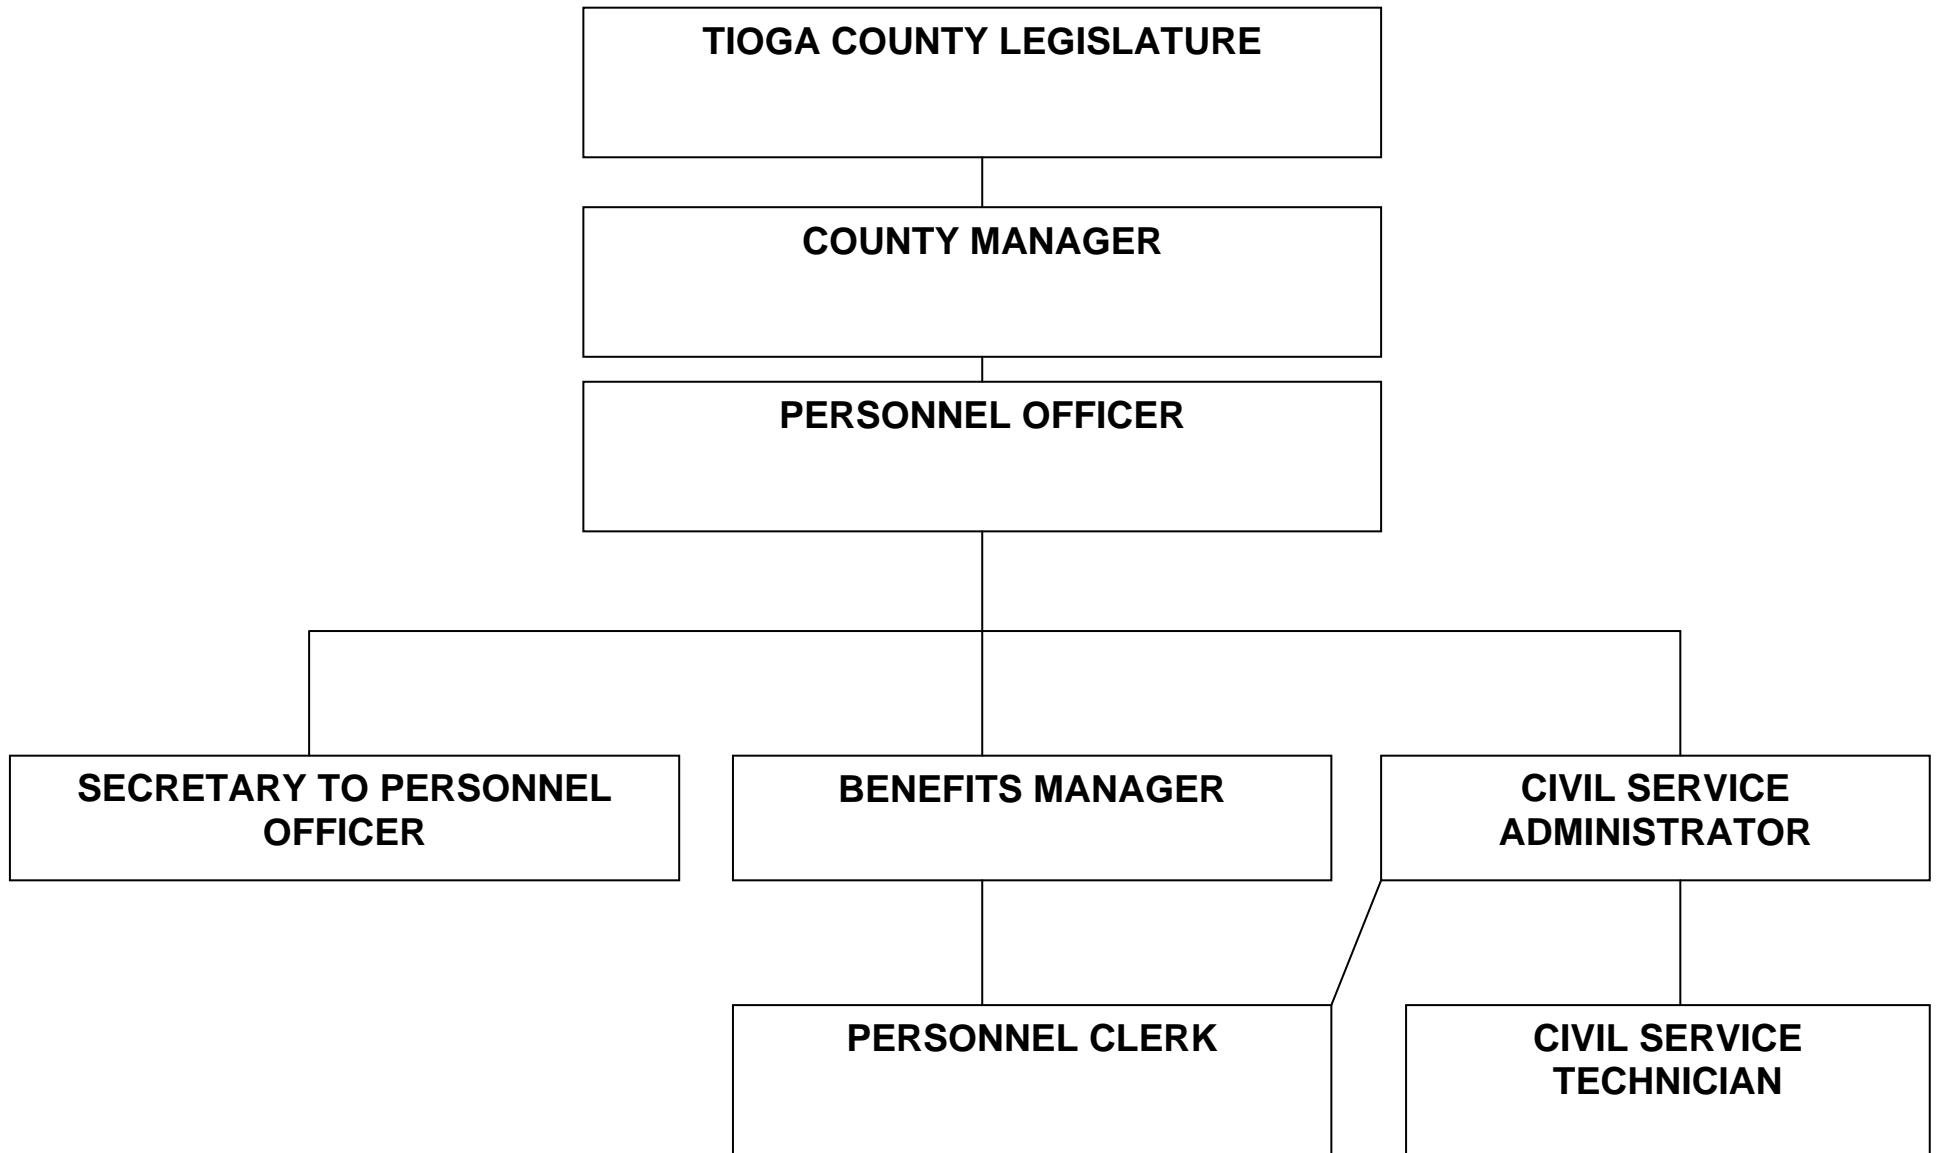 TIOGA COUNTY LEGISLATURE
COUNTY MANAGER
PERSONNEL OFFICER
SECRETARY TO PERSONNEL
OFFICER
BENEFITS MANAGER
CIVIL SERVICE
ADMINISTRATOR
PERSONNEL CLERK
CIVIL SERVICE
TECHNICIAN